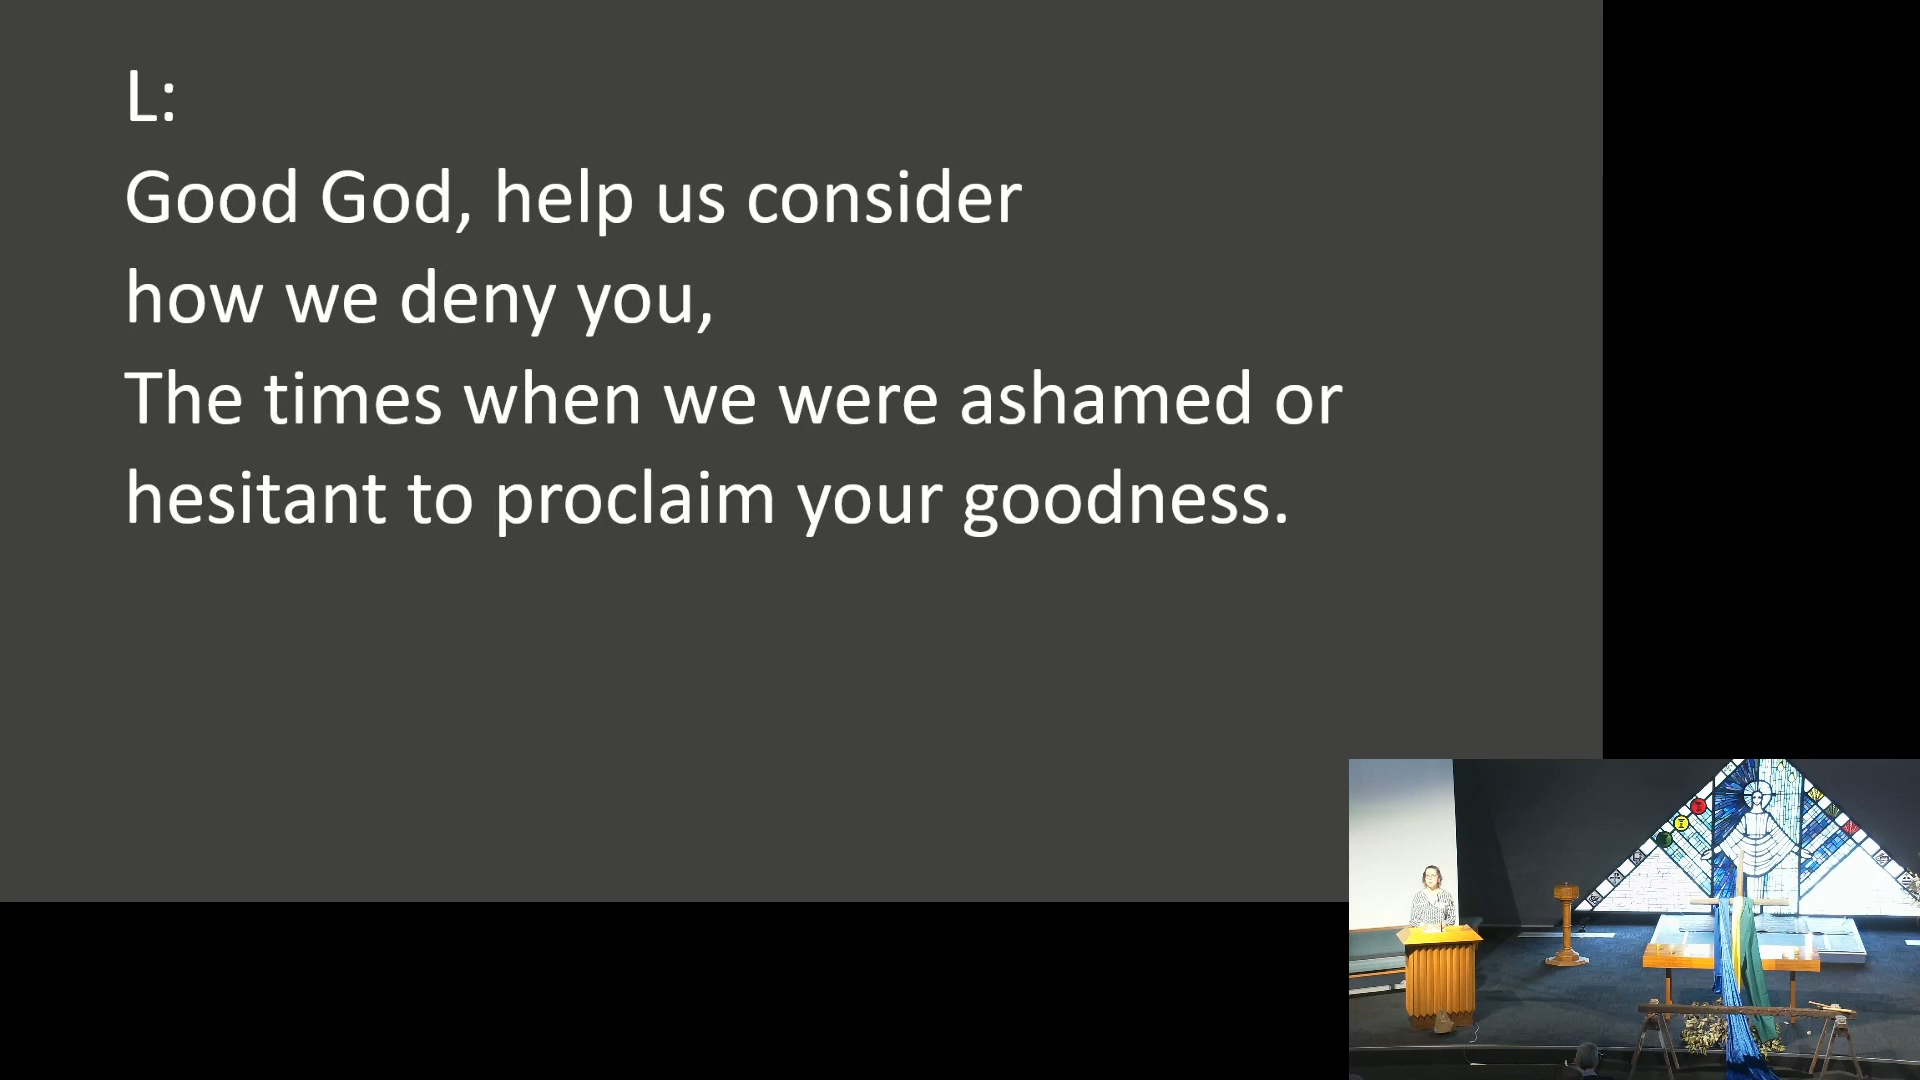 L:
Good God, help us consider
how we deny you,
The times when we were ashamed or
hesitant to proclaim your goodness.